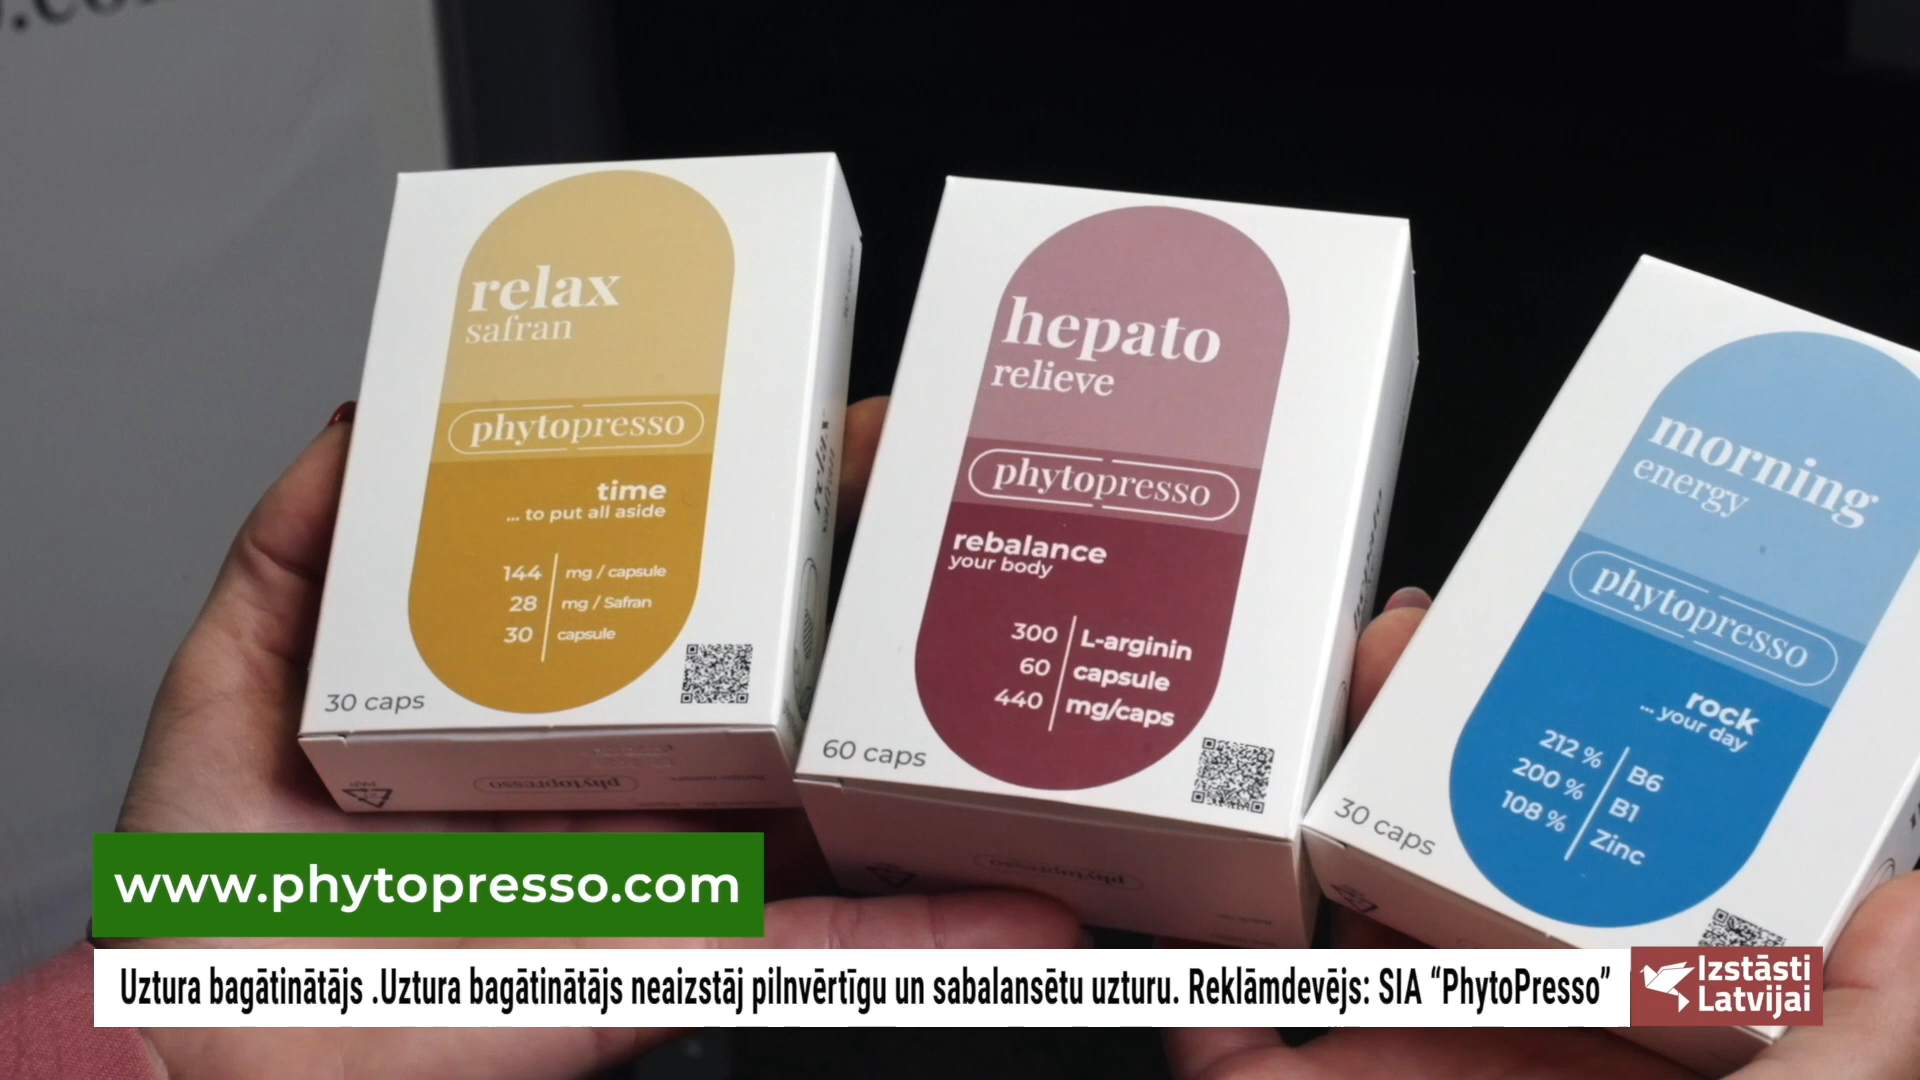 relax
safran
phytopresso
time
... to put all aside
144 mg / capsule
28 mg / Safran
30 capsule
30 caps
hepato
relieve
phytopresso
rebalance
your body
300 L-arginin
60 capsule
440 mg/caps
60 caps
morning
energy
phytopresso
rock
... your day
212 % B6
200 % B1
108 % Zinc
30 caps
www.phytopresso.com
Uztura bagātinātājs .Uztura bagātinātājs neaizstāj pilnvērtīgu un sabalansētu uzturu. Reklāmdevējs: SIA “PhytoPresso”
Izstāsti
Latvijai